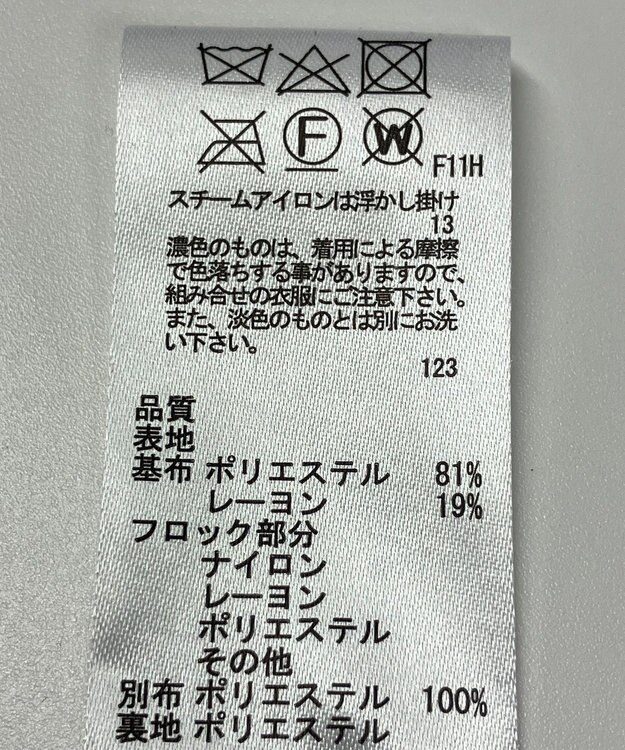 F W F11H
スチームアイロンは浮かし掛け
13
濃色のものは、着用による摩擦
で色落ちする事がありますので、
組み合せの衣服にご注意下さい。
また、淡色のものとは別にお洗
い下さい。
123
品質
表地
基布 ポリエステル 81%
レーヨン 19%
フロック部分
ナイロン
レーヨン
ポリエステル
その他
別布 ポリエステル 100%
裏地 ポリエステル